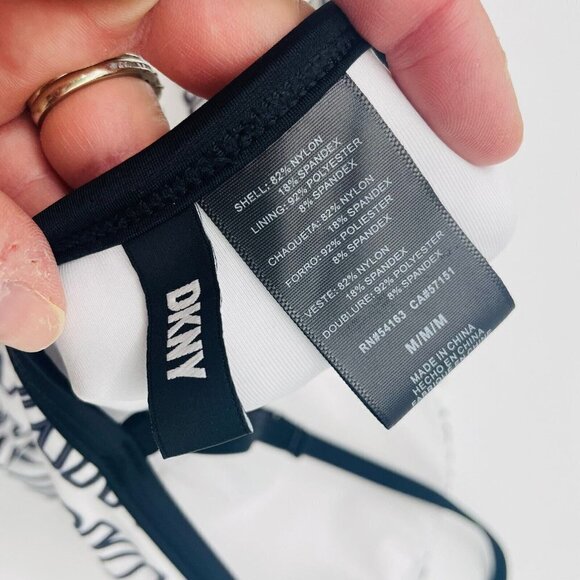 DKNY
SHELL: 82% NYLON
18% SPANDEX
LINING: 92% POLYESTER
8% SPANDEX
CHAQUETA: 82% NYLON
18% SPANDEX
FORRO: 92% POLIESTER
8% SPANDEX
VESTE: 82% NYLON
18% SPANDEX
DOUBLURE: 92% POLYESTER
8% SPANDEX
RN#54163 CA#57151
M/M/M
MADE IN CHINA
HECHO EN CHINA